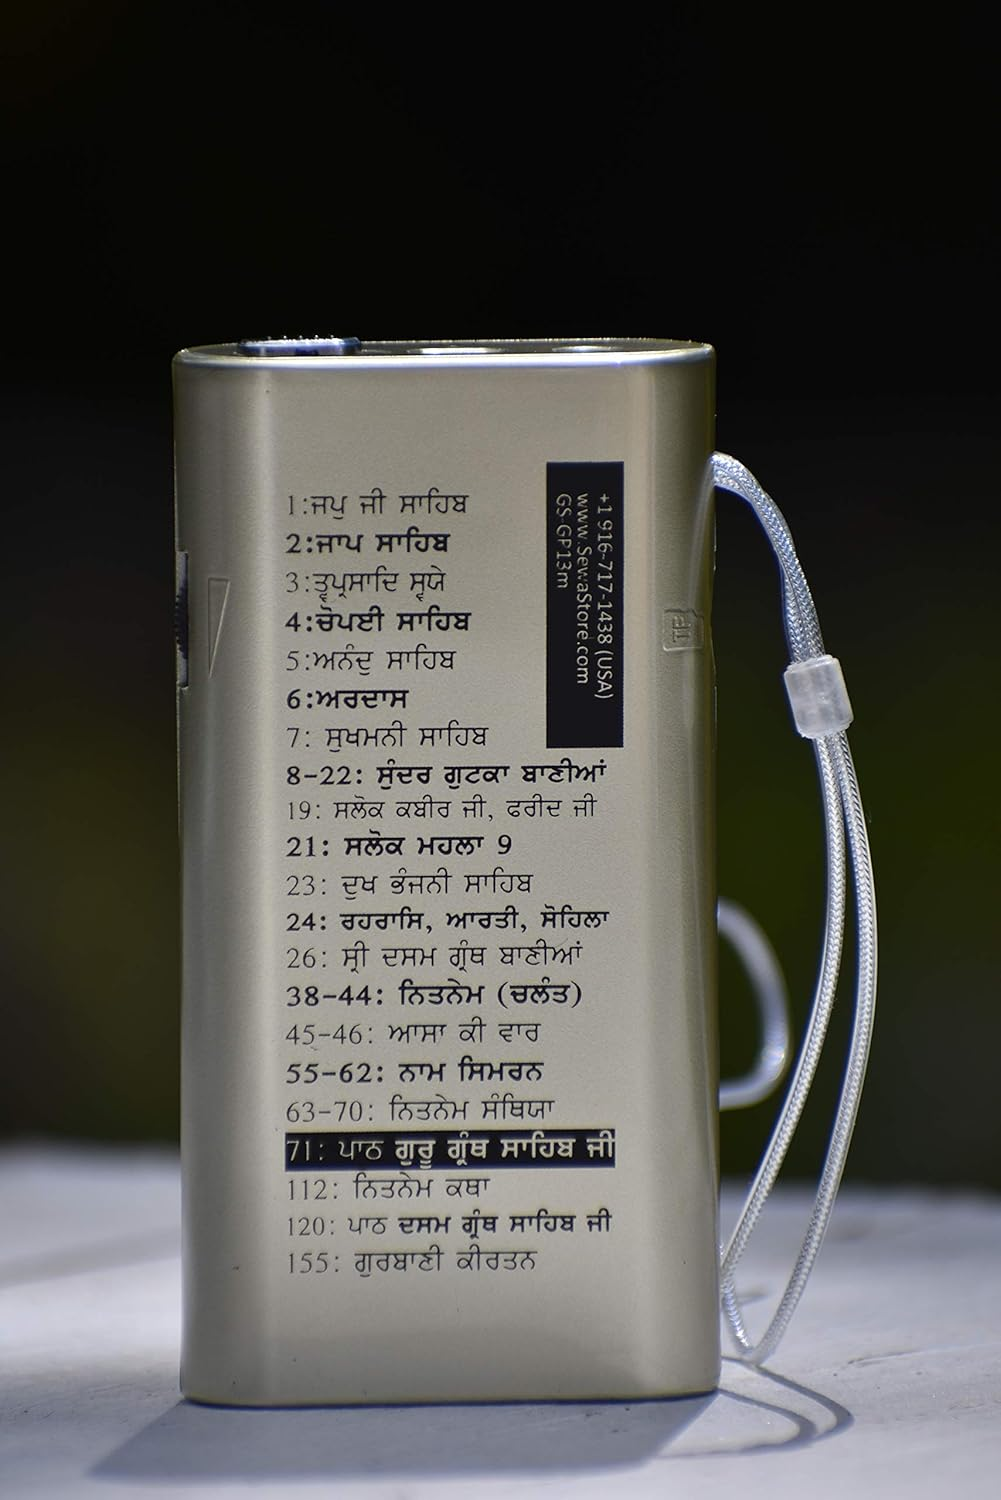 1:ਜਪੁ ਜੀ ਸਾਹਿਬ
2:ਜਾਪ ਸਾਹਿਬ
3:ਤ੍ਵਪ੍ਰਸਾਦਿ ਸ੍ਵਯੇ
4:ਚੋਪਈ ਸਾਹਿਬ
5:ਅਨੰਦੁ ਸਾਹਿਬ
6:ਅਰਦਾਸ
7: ਸੁਖਮਨੀ ਸਾਹਿਬ
8-22: ਸੁੰਦਰ ਗੁਟਕਾ ਬਾਣੀਆਂ
19: ਸਲੋਕ ਕਬੀਰ ਜੀ, ਫਰੀਦ ਜੀ
21: ਸਲੋਕ ਮਹਲਾ 9
23: ਦੁਖ ਭੰਜਨੀ ਸਾਹਿਬ
24: ਰਹਰਾਸਿ, ਆਰਤੀ, ਸੋਹਿਲਾ
26: ਸ੍ਰੀ ਦਸਮ ਗ੍ਰੰਥ ਬਾਣੀਆਂ
38-44: ਨਿਤਨੇਮ (ਚਲੰਤ)
45-46: ਆਸਾ ਕੀ ਵਾਰ
55-62: ਨਾਮ ਸਿਮਰਨ
63-70: ਨਿਤਨੇਮ ਸੰਥਿਯਾ
71: ਪਾਠ ਗੁਰੂ ਗ੍ਰੰਥ ਸਾਹਿਬ ਜੀ
112: ਨਿਤਨੇਮ ਕਥਾ
120: ਪਾਠ ਦਸਮ ਗ੍ਰੰਥ ਸਾਹਿਬ ਜੀ
155: ਗੁਰਬਾਣੀ ਕੀਰਤਨ
+1 916-717-1438 (USA)
www.SewaStore.com
GS-GP13m
TF